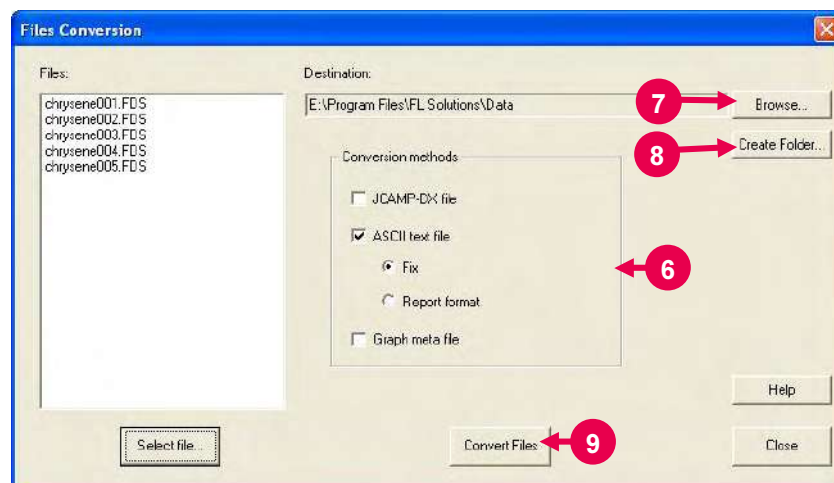 Files Conversion
Files:
chrysene001.FDS
chrysene002.FDS
chrysene003.FDS
chrysene004.FDS
chrysene005.FDS
Destination:
E:\Program Files\FL Solutions\Data
7
Browse...
8
Create Folder...
Conversion methods
JCAMP-DX file
ASCII text file
Fix
6
Report format
Graph meta file
Help
Select file...
Convert Files
9
Close